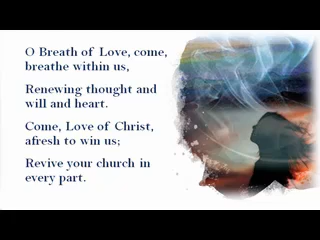 O Breath of Love, come,
breathe within us,
Renewing thought and
will and heart.
Come, Love of Christ,
afresh to win us;
Revive your church in
every part.